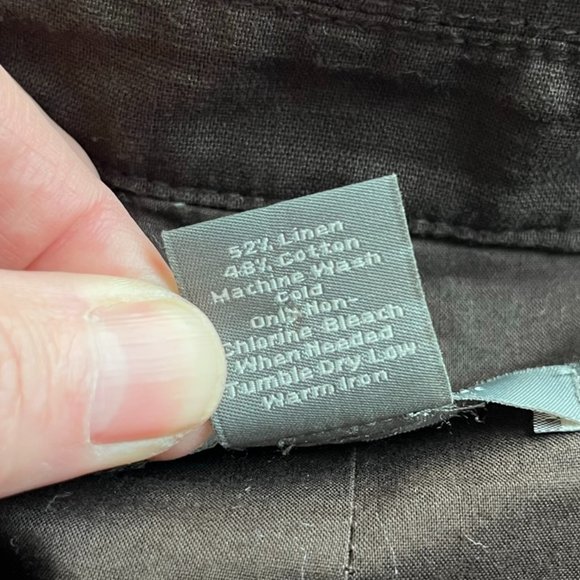 52% Linen
48% Cotton
Machine Wash
Cold
Only Non-
Chlorine Bleach
When Needed
Tumble Dry Low
Warm Iron